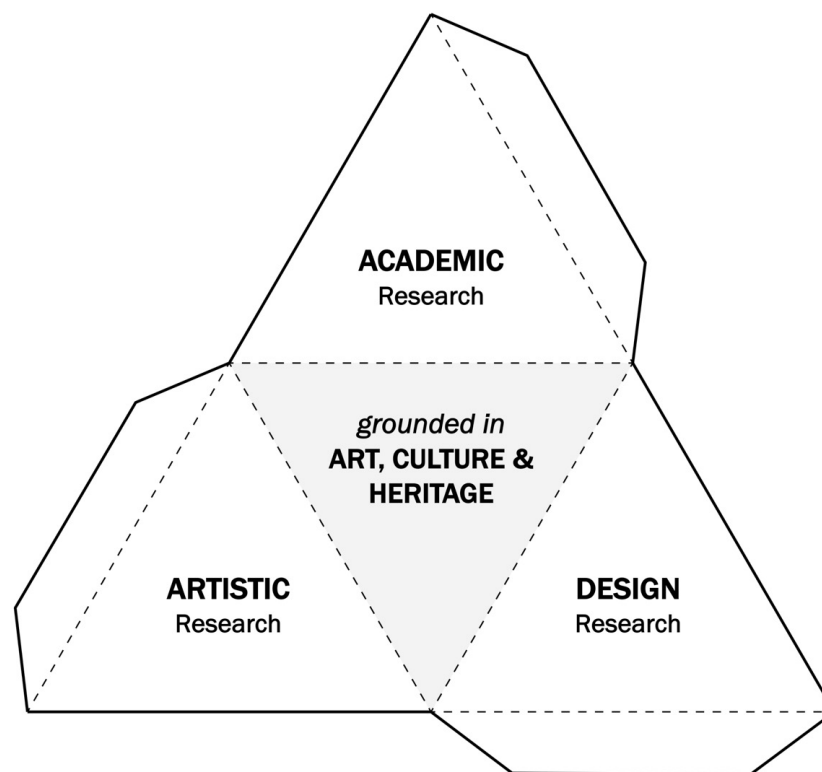 ACADEMIC
Research
grounded in
ART, CULTURE &
HERITAGE
ARTISTIC
Research
DESIGN
Research